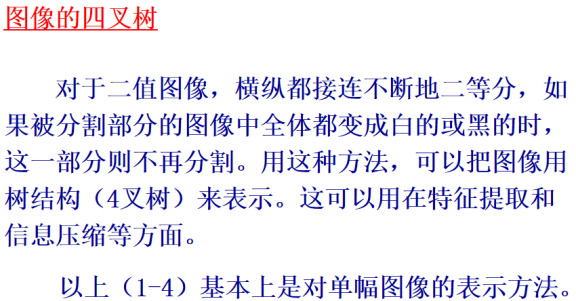 图像的四叉树
对于二值图像，横纵都接连不断地二等分，如
果被分割部分的图像中全体都变成白的或黑的时，
这一部分则不再分割。用这种方法，可以把图像用
树结构（4叉树）来表示。这可以用在特征提取和
信息压缩等方面。
以上（1-4）基本上是对单幅图像的表示方法。